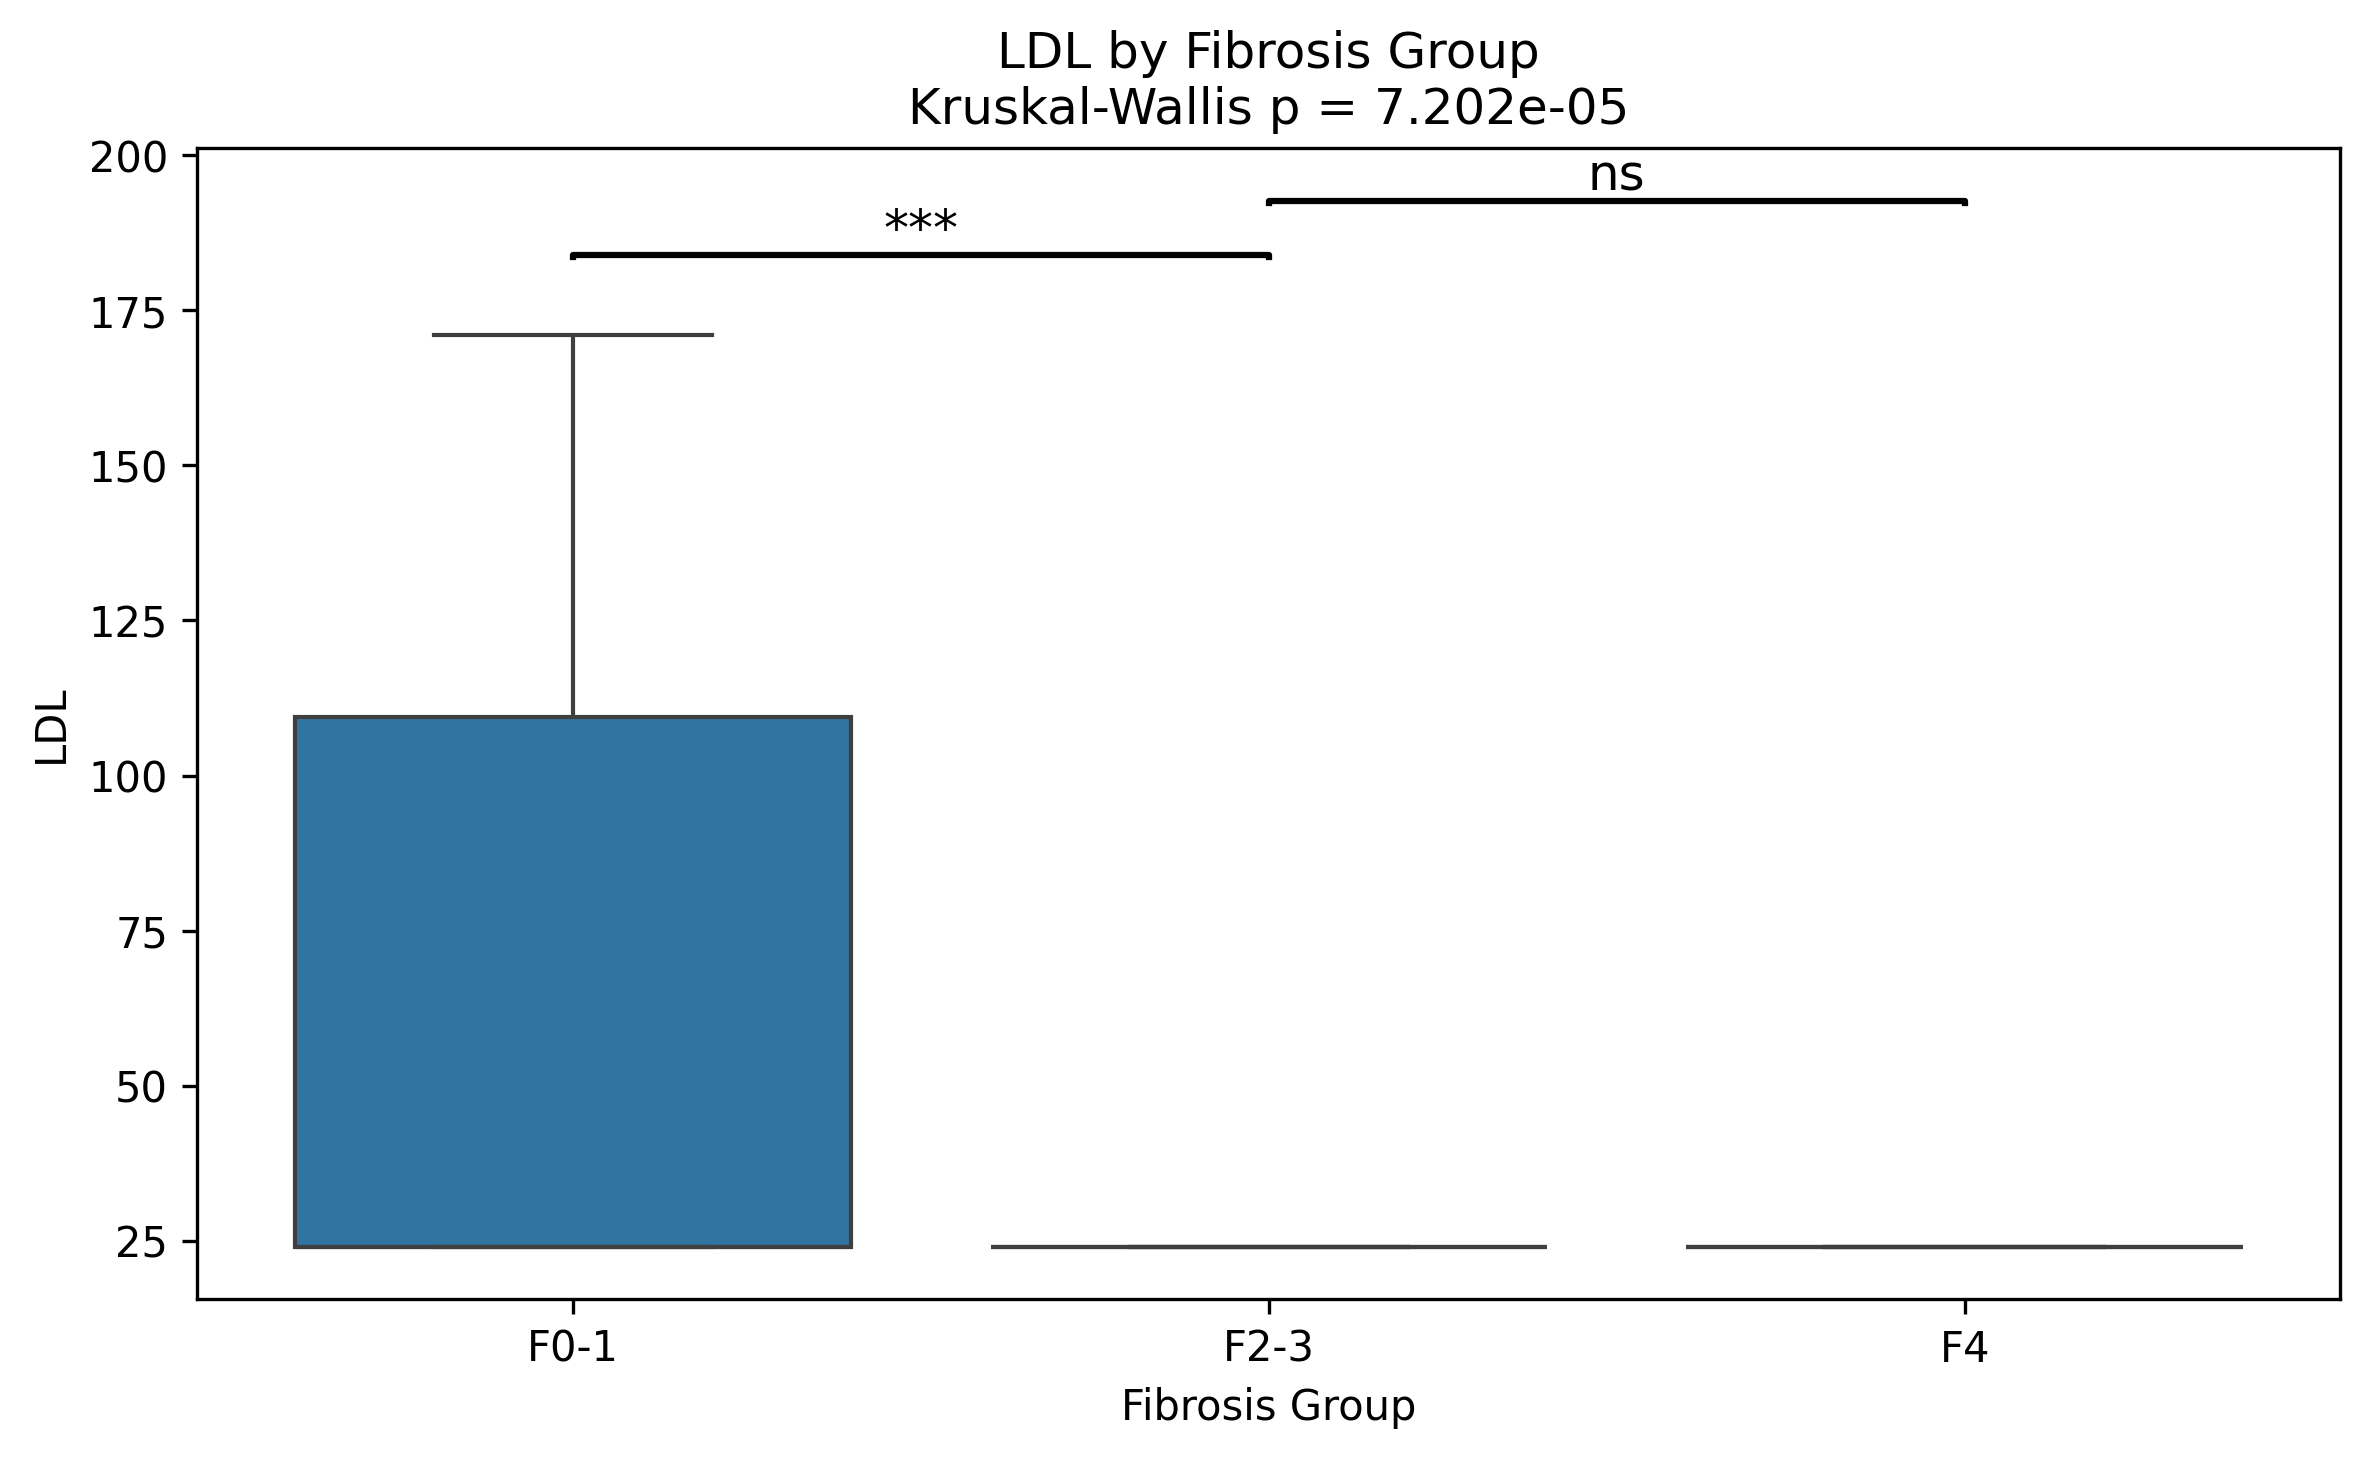 LDL by Fibrosis Group
Kruskal-Wallis p = 7.202e-05
200
175
150
125
100
75
50
25
LDL
***
ns
F0-1
F2-3
F4
Fibrosis Group